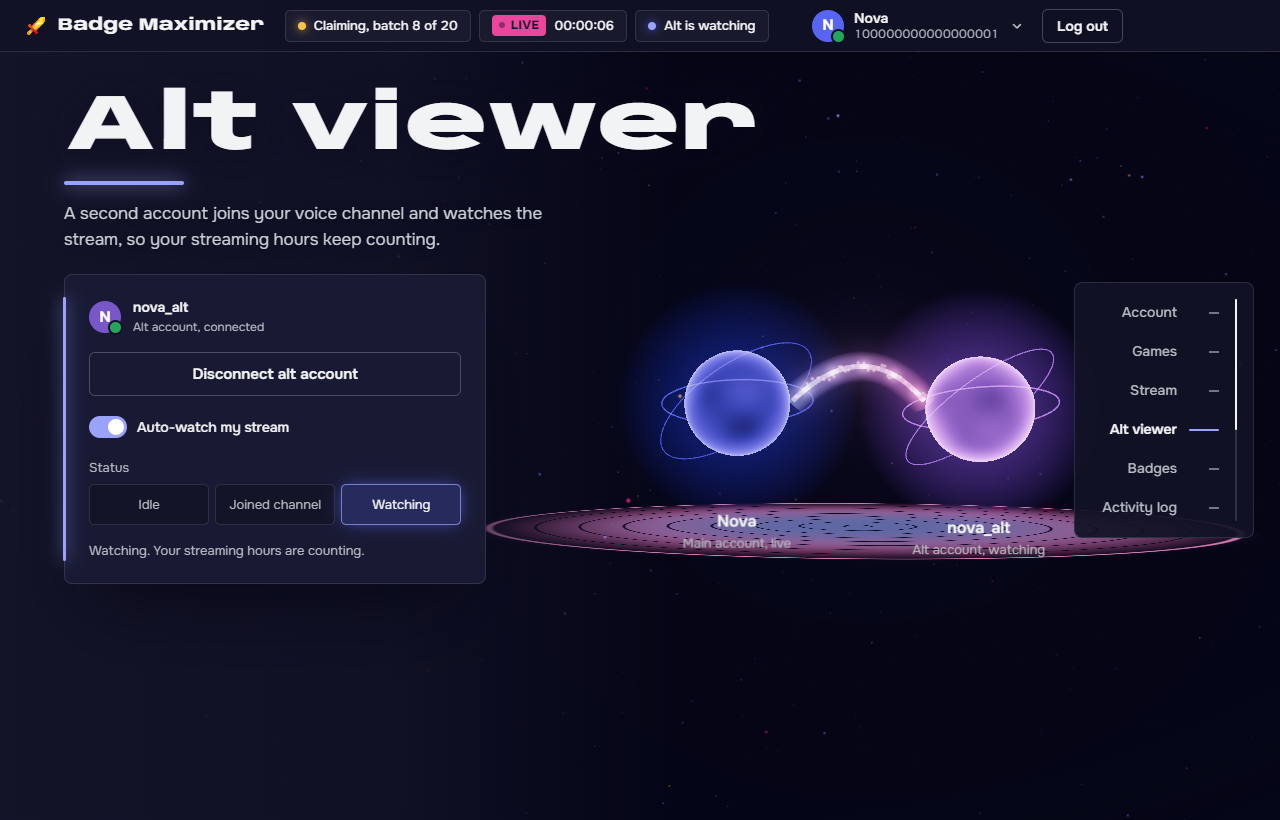 Badge Maximizer
Claiming, batch 8 of 20
LIVE 00:00:06
Alt is watching
N
Nova
100000000000000001
Log out
Alt viewer
A second account joins your voice channel and watches the
stream, so your streaming hours keep counting.
N
nova_alt
Alt account, connected
Disconnect alt account
Auto-watch my stream
Status
Idle
Joined channel
Watching
Watching. Your streaming hours are counting.
Nova
Main account, live
nova_alt
Alt account, watching
Account
Games
Stream
Alt viewer
Badges
Activity log